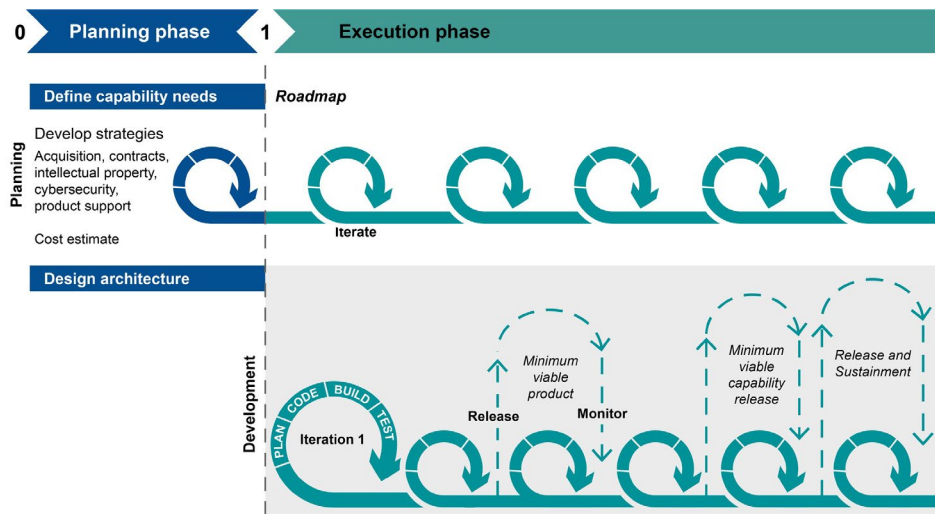 0
Planning phase
1
Execution phase
Define capability needs
Roadmap
Planning
Develop strategies
Acquisition, contracts,
intellectual property,
cybersecurity,
product support
Cost estimate
Iterate
Design architecture
Development
PLAN
CODE
BUILD
TEST
Iteration 1
Release
Minimum
viable
product
Monitor
Minimum
viable
capability
release
Release and
Sustainment